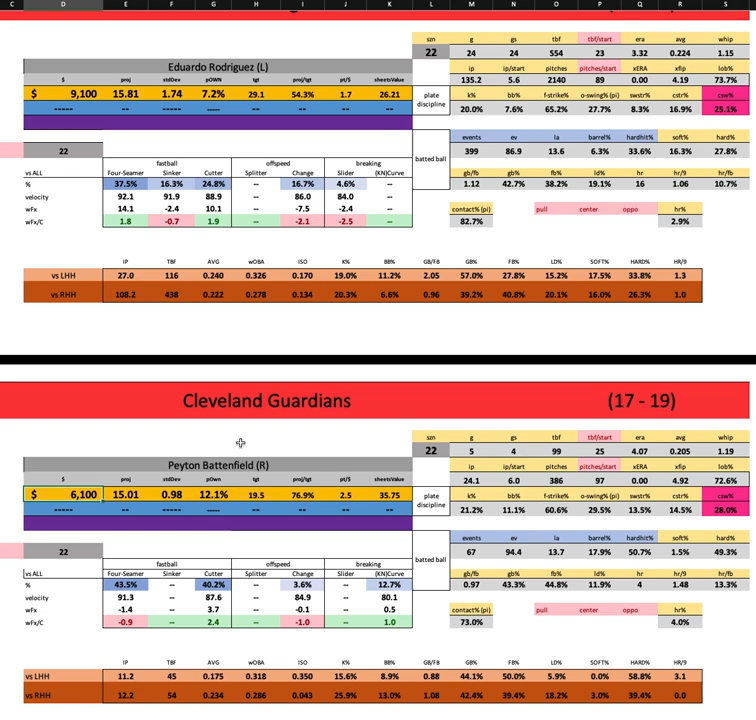 C D E F G H I J K L M N O P Q R S
szn g gs tbf tbf/start era avg whip
22 24 24 554 23 3.32 0.224 1.15
Eduardo Rodriguez (L) ip ip/start pitches pitches/start xERA xfip lob%
135.2 5.6 2140 89 0.00 4.19 73.7%
$ proj stdDev pOWN tgt proj/tgt pt/$ sheetsValue
$ 9,100 15.81 1.74 7.2% 29.1 54.3% 1.7 26.21
plate discipline k% bb% f-strike% o-swing% (pi) swstr% cstr% csw%
----- -- -- ---- -- -- -- --
20.0% 7.6% 65.2% 27.7% 8.3% 16.9% 25.1%
batted ball events ev la barrel% hardhit% soft% hard%
22 399 86.9 13.6 6.3% 33.6% 16.3% 27.8%
fastball offspeed breaking
vs ALL Four-Seamer Sinker Cutter Splitter Change Slider (KN)Curve gb/fb gb% fb% ld% hr hr/9 hr/fb
% 37.5% 16.3% 24.8% -- 16.7% 4.6% -- 1.12 42.7% 38.2% 19.1% 16 1.06 10.7%
velocity 92.1 91.9 88.9 -- 86.0 84.0 --
wFx 14.1 -2.4 10.1 -- -7.5 -2.4 -- contact% (pi) pull center oppo hr%
wFx/C 1.8 -0.7 1.9 -- -2.1 -2.5 -- 82.7% 2.9%
IP TBF AVG wOBA ISO K% BB% GB/FB GB% FB% LD% SOFT% HARD% HR/9
vs LHH 27.0 116 0.240 0.326 0.170 19.0% 11.2% 2.05 57.0% 27.8% 15.2% 17.5% 33.8% 1.3
vs RHH 108.2 438 0.222 0.278 0.134 20.3% 6.6% 0.96 39.2% 40.8% 20.1% 16.0% 26.3% 1.0
Cleveland Guardians (17 - 19)
szn g gs tbf tbf/start era avg whip
22 5 4 99 25 4.07 0.205 1.19
Peyton Battenfield (R) ip ip/start pitches pitches/start xERA xfip lob%
24.1 6.0 386 97 0.00 4.92 72.6%
$ proj stdDev pOwn tgt proj/tgt pt/$ sheetsValue
$ 6,100 15.01 0.98 12.1% 19.5 76.9% 2.5 35.75
plate discipline k% bb% f-strike% o-swing% (pi) swstr% cstr% csw%
----- -- -- ---- -- -- -- --
21.2% 11.1% 60.6% 29.5% 13.5% 14.5% 28.0%
batted ball events ev la barrel% hardhit% soft% hard%
22 67 94.4 13.7 17.9% 50.7% 1.5% 49.3%
fastball offspeed breaking
vs ALL Four-Seamer Sinker Cutter Splitter Change Slider (KN)Curve gb/fb gb% fb% ld% hr hr/9 hr/fb
% 43.5% -- 40.2% -- 3.6% -- 12.7% 0.97 43.3% 44.8% 11.9% 4 1.48 13.3%
velocity 91.3 -- 87.6 -- 84.9 -- 80.1
wFx -1.4 -- 3.7 -- -0.1 -- 0.5 contact% (pi) pull center oppo hr%
wFx/C -0.9 -- 2.4 -- -1.0 -- 1.0 73.0% 4.0%
IP TBF AVG wOBA ISO K% BB% GB/FB GB% FB% LD% SOFT% HARD% HR/9
vs LHH 11.2 45 0.175 0.318 0.350 15.6% 8.9% 0.88 44.1% 50.0% 5.9% 0.0% 58.8% 3.1
vs RHH 12.2 54 0.234 0.286 0.043 25.9% 13.0% 1.08 42.4% 39.4% 18.2% 3.0% 39.4% 0.0